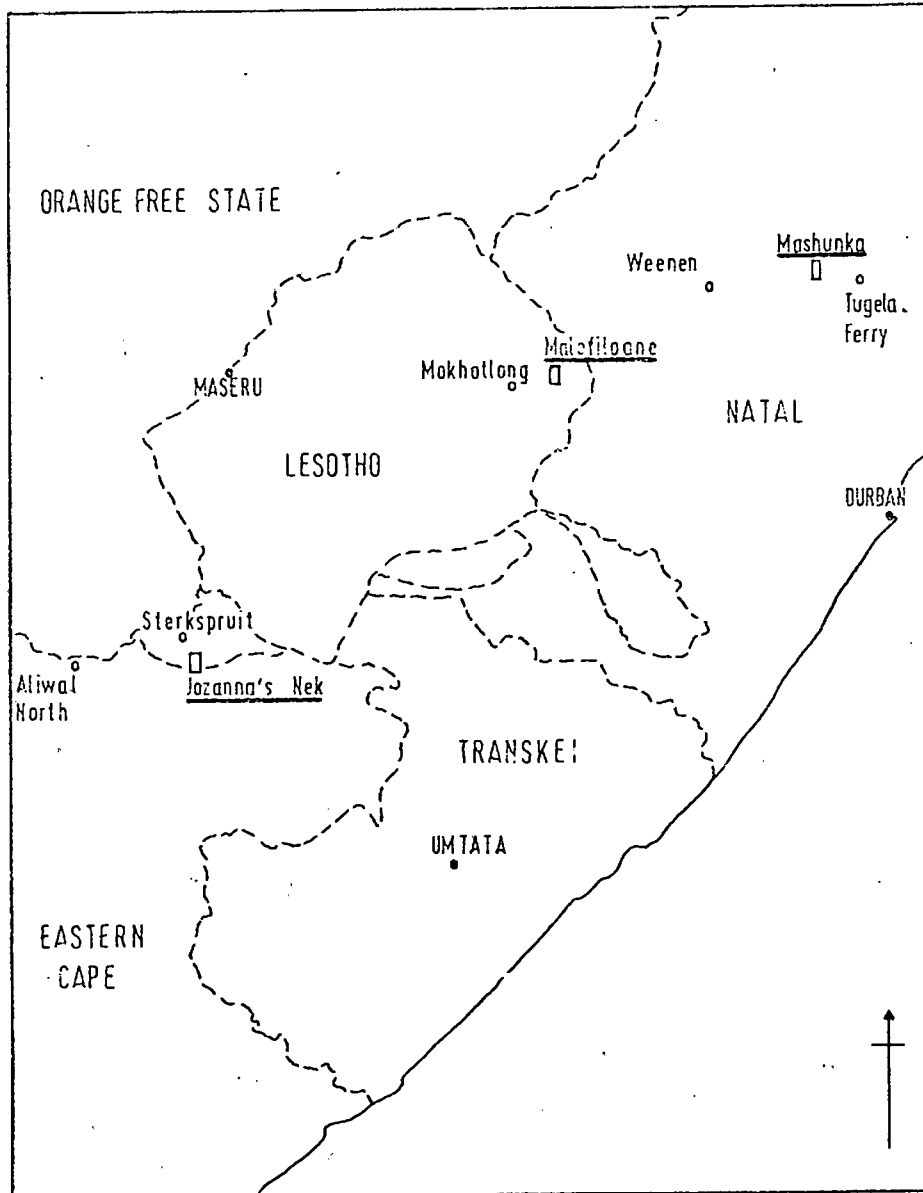 ORANGE FREE STATE
Weenen
Mashunka
Tugela
Ferry
Malefiloane
Mokhotlong
MASERU
NATAL
LESOTHO
DURBAN
Sterkspruit
Aliwal
North
Jozanna's Nek
TRANSKEI
UMTATA
EASTERN
CAPE